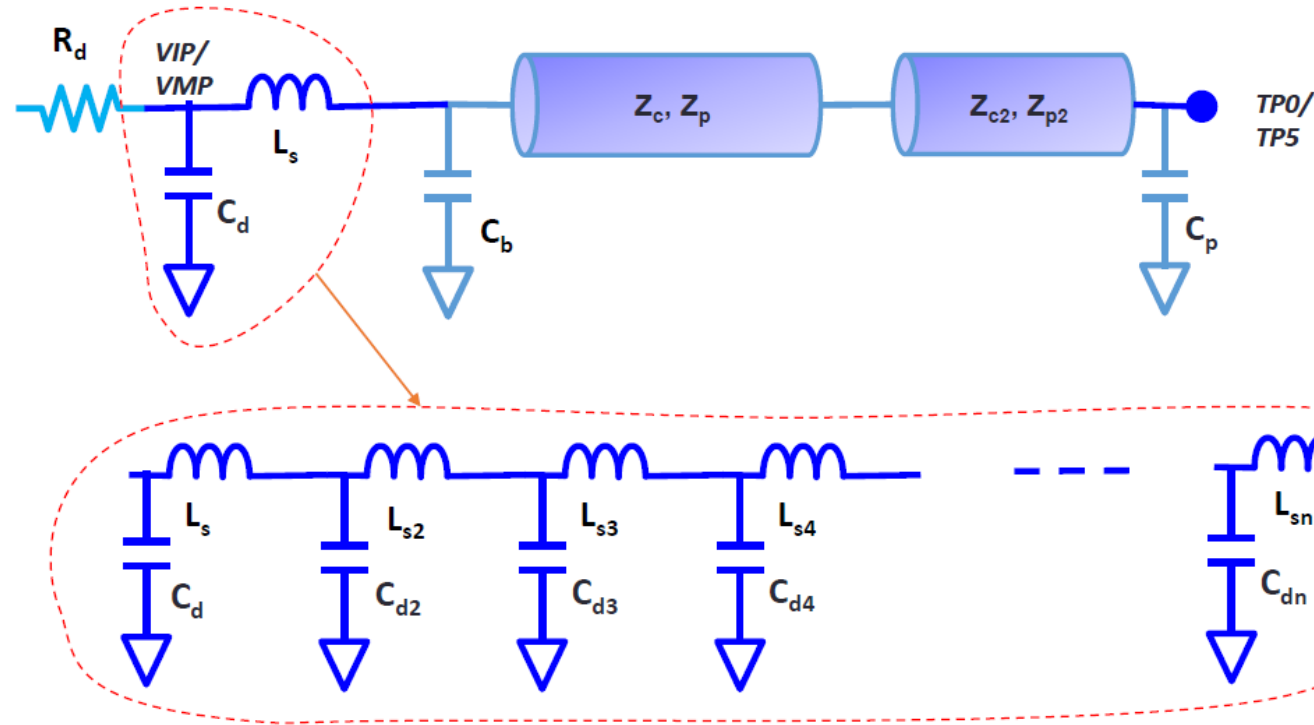 R_d
VIP/
VMP
L_s
C_d
C_b
Z_c, Z_p
Z_c2, Z_p2
C_p
TP0/
TP5
L_s
L_s2
L_s3
L_s4
L_sn
C_d
C_d2
C_d3
C_d4
C_dn